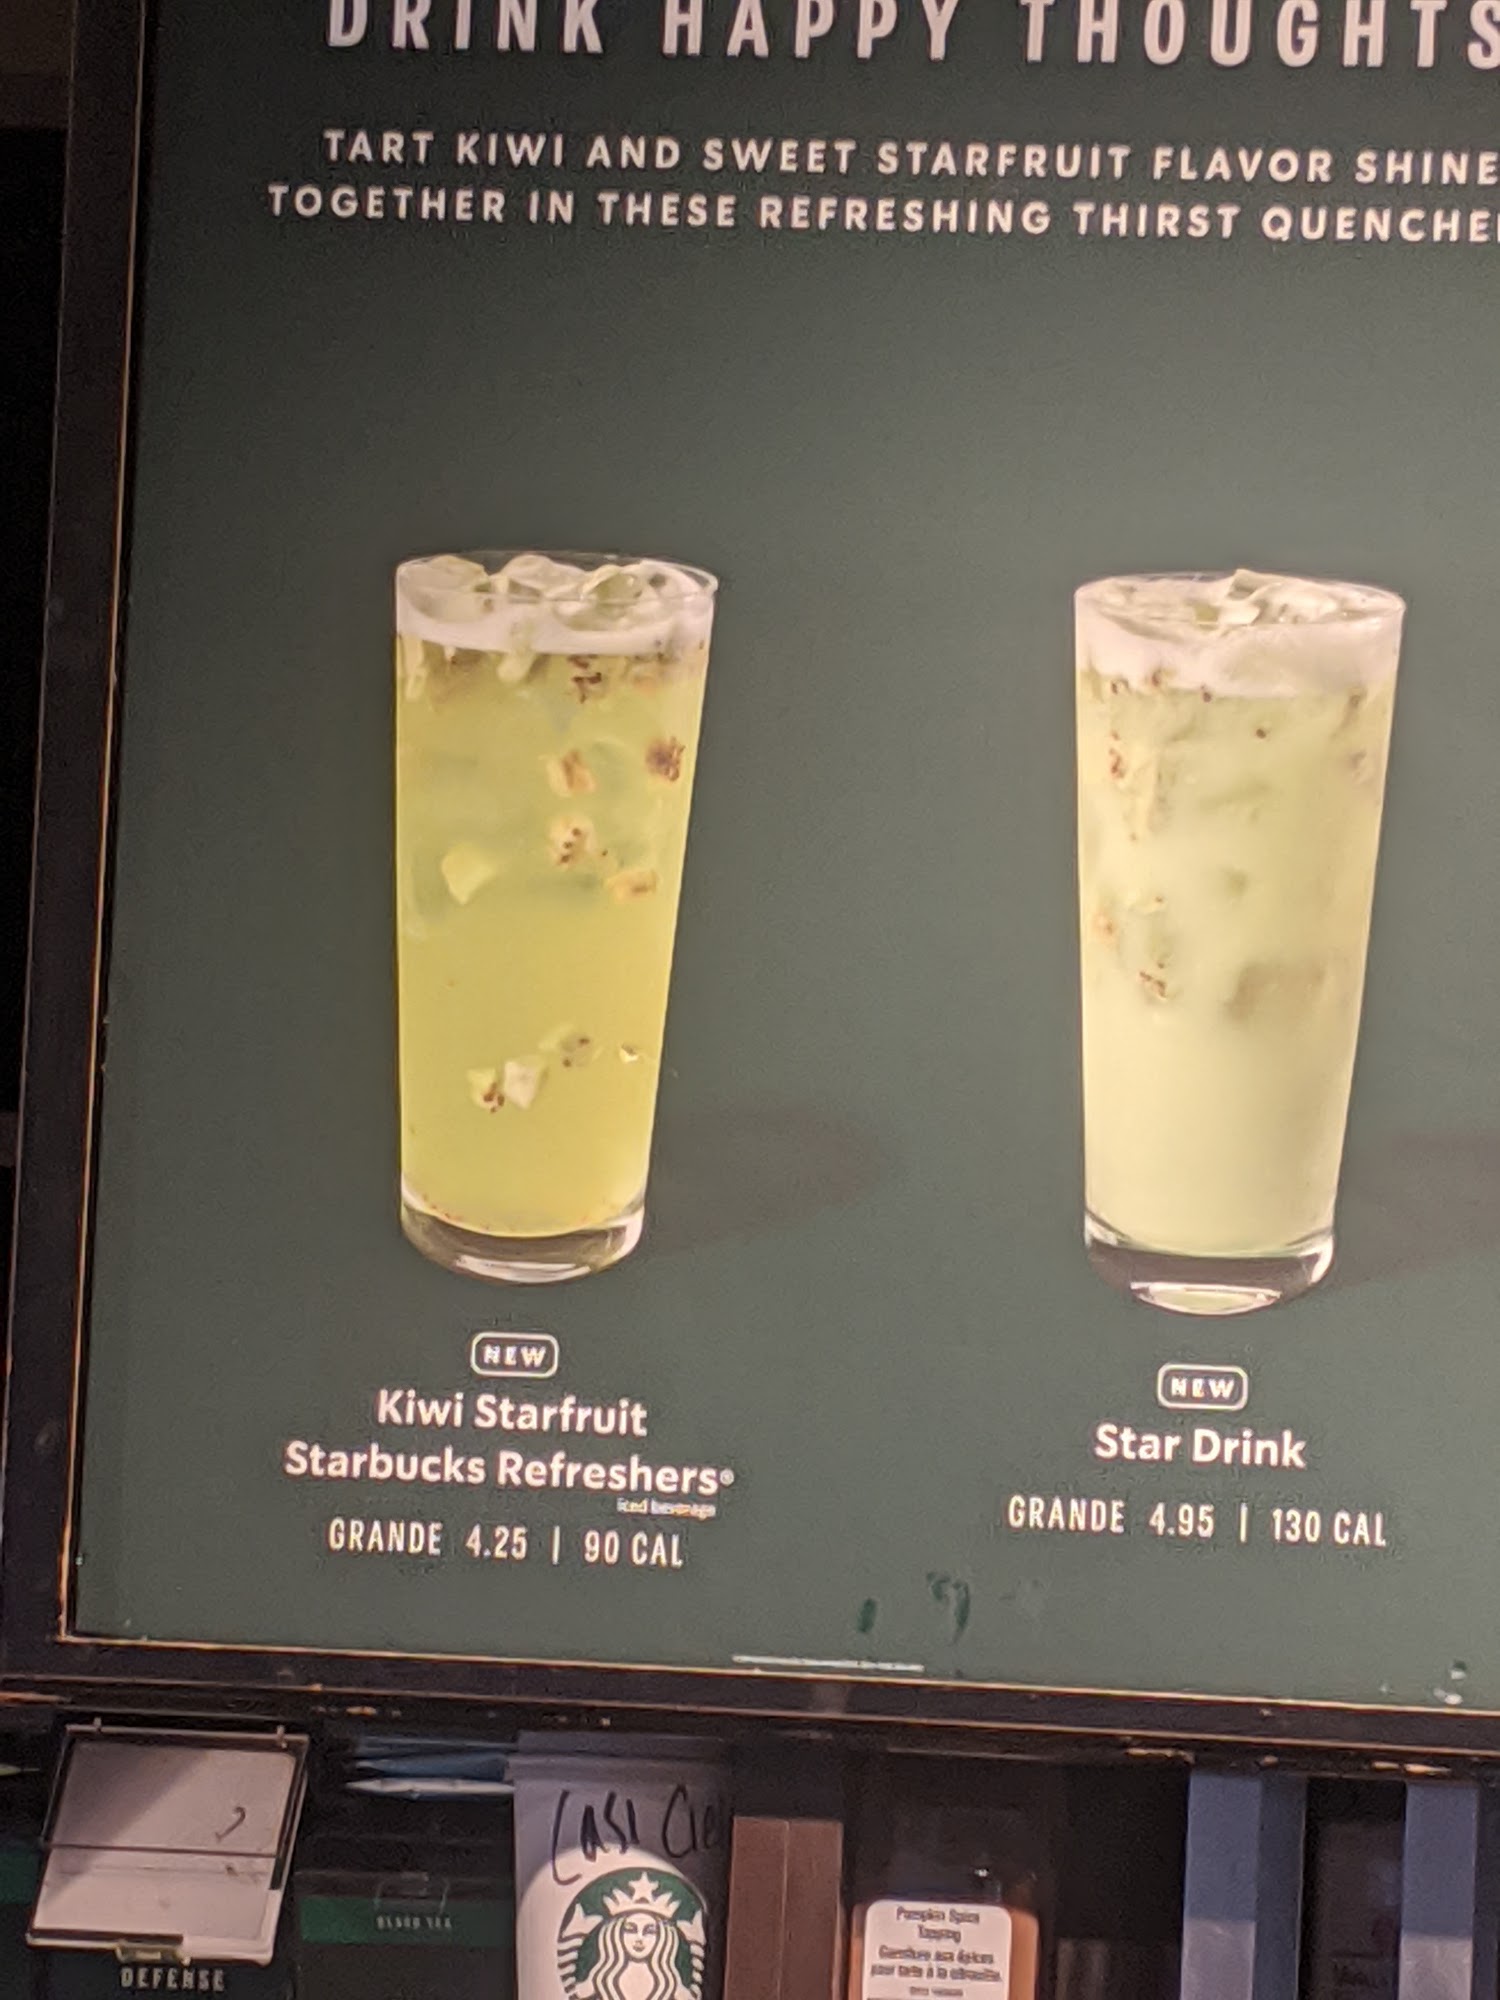 DRINK HAPPY THOUGHTS
TART KIWI AND SWEET STARFRUIT FLAVOR SHINE
TOGETHER IN THESE REFRESHING THIRST QUENCHE
NEW
Kiwi Starfruit
Starbucks Refreshers®
iced beverage
GRANDE 4.25 | 90 CAL
NEW
Star Drink
GRANDE 4.95 | 130 CAL
DEFENSE
Pumpkin Spice
Topping